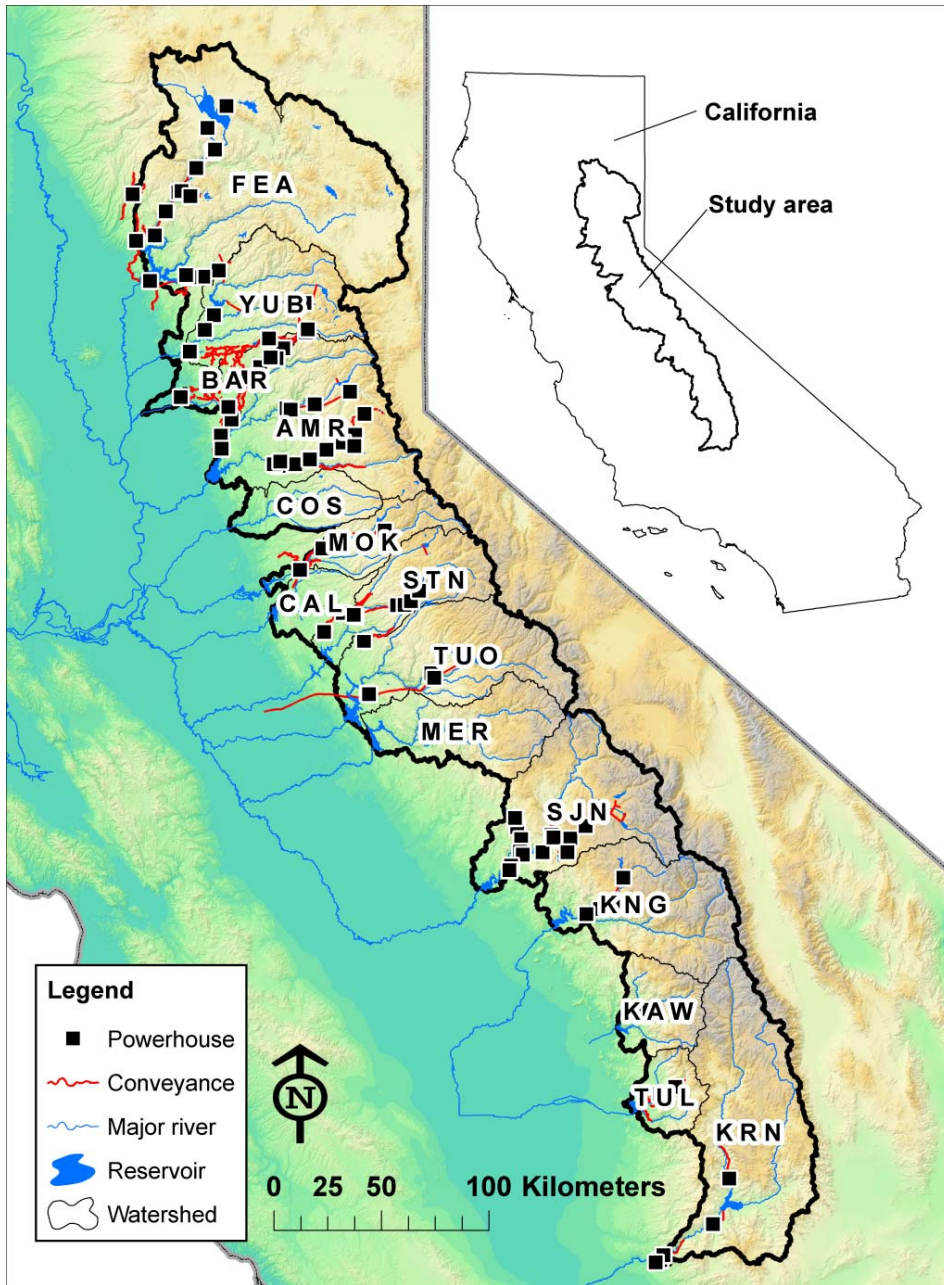 California
Study area
FEA
YUB
BAR
AMR
COS
MOK
CAL
STN
TUO
MER
SJN
KNG
KAW
TUL
KRN
Legend
Powerhouse
Conveyance
Major river
Reservoir
Watershed
N
0 25 50 100 Kilometers